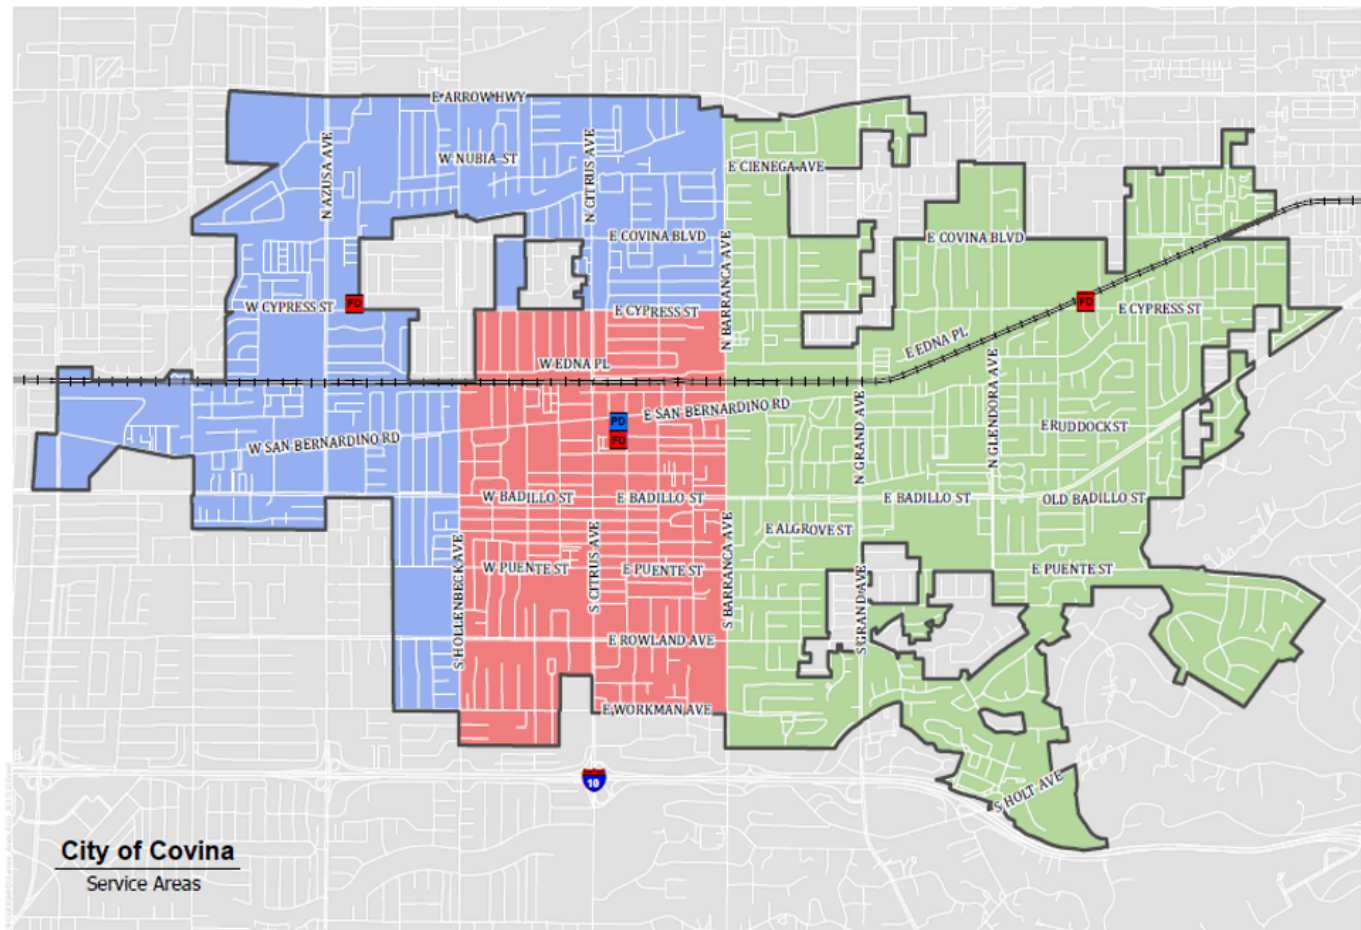 E ARROW HWY
N AZUSA AVE
W NUBIA ST
N CITRUS AVE
E CIENEGA AVE
E COVINA BLVD
N BARRANCA AVE
E COVINA BLVD
W CYPRESS ST
FD
E CYPRESS ST
FD
E CYPRESS ST
W EDNA PL
E EDNA PL
N GLENDORA AVE
PD
FD
E SAN BERNARDINO RD
W SAN BERNARDINO RD
N GRAND AVE
E RUDDOCK ST
W BADILLO ST
E BADILLO ST
E BADILLO ST
OLD BADILLO ST
E ALGROVE ST
S HOLLENBECK AVE
W PUENTE ST
S CITRUS AVE
E PUENTE ST
S BARRANCA AVE
S GRAND AVE
E PUENTE ST
E ROWLAND AVE
E WORKMAN AVE
10
S HOLT AVE
City of Covina
Service Areas